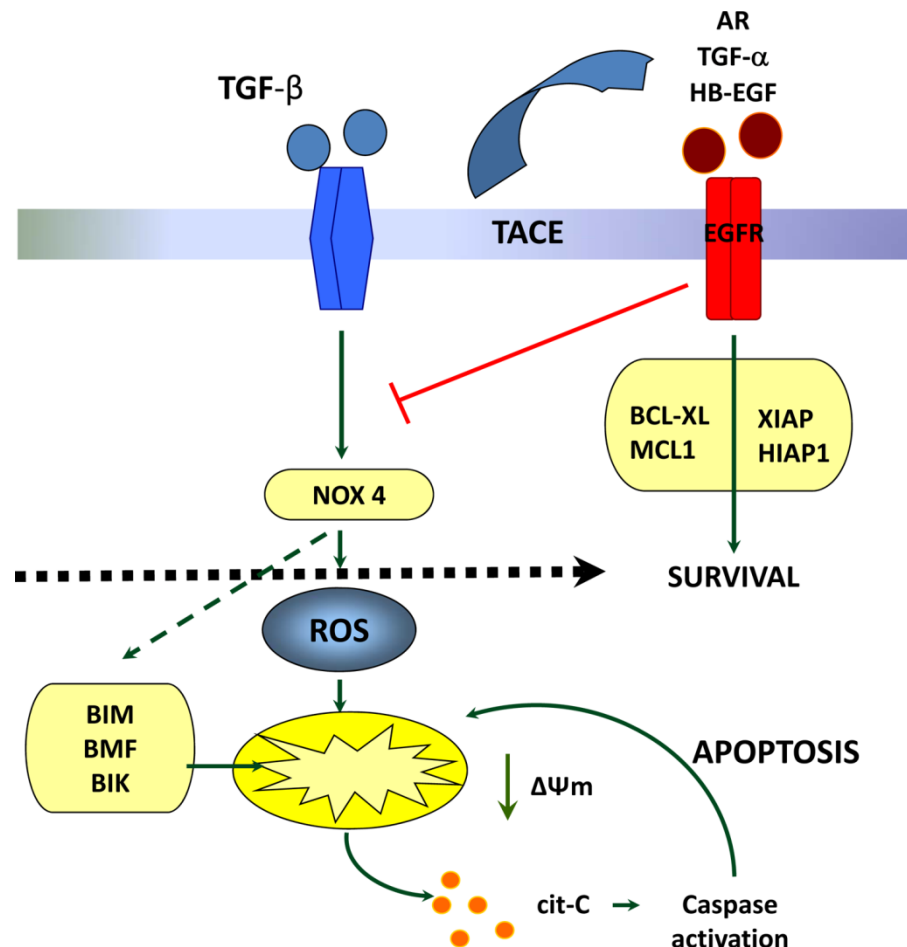 AR
TGF-α
HB-EGF
TGF-β
TACE
EGFR
BCL-XL
MCL1
XIAP
HIAP1
NOX 4
SURVIVAL
ROS
BIM
BMF
BIK
APOPTOSIS
ΔΨm
cit-C
Caspase
activation